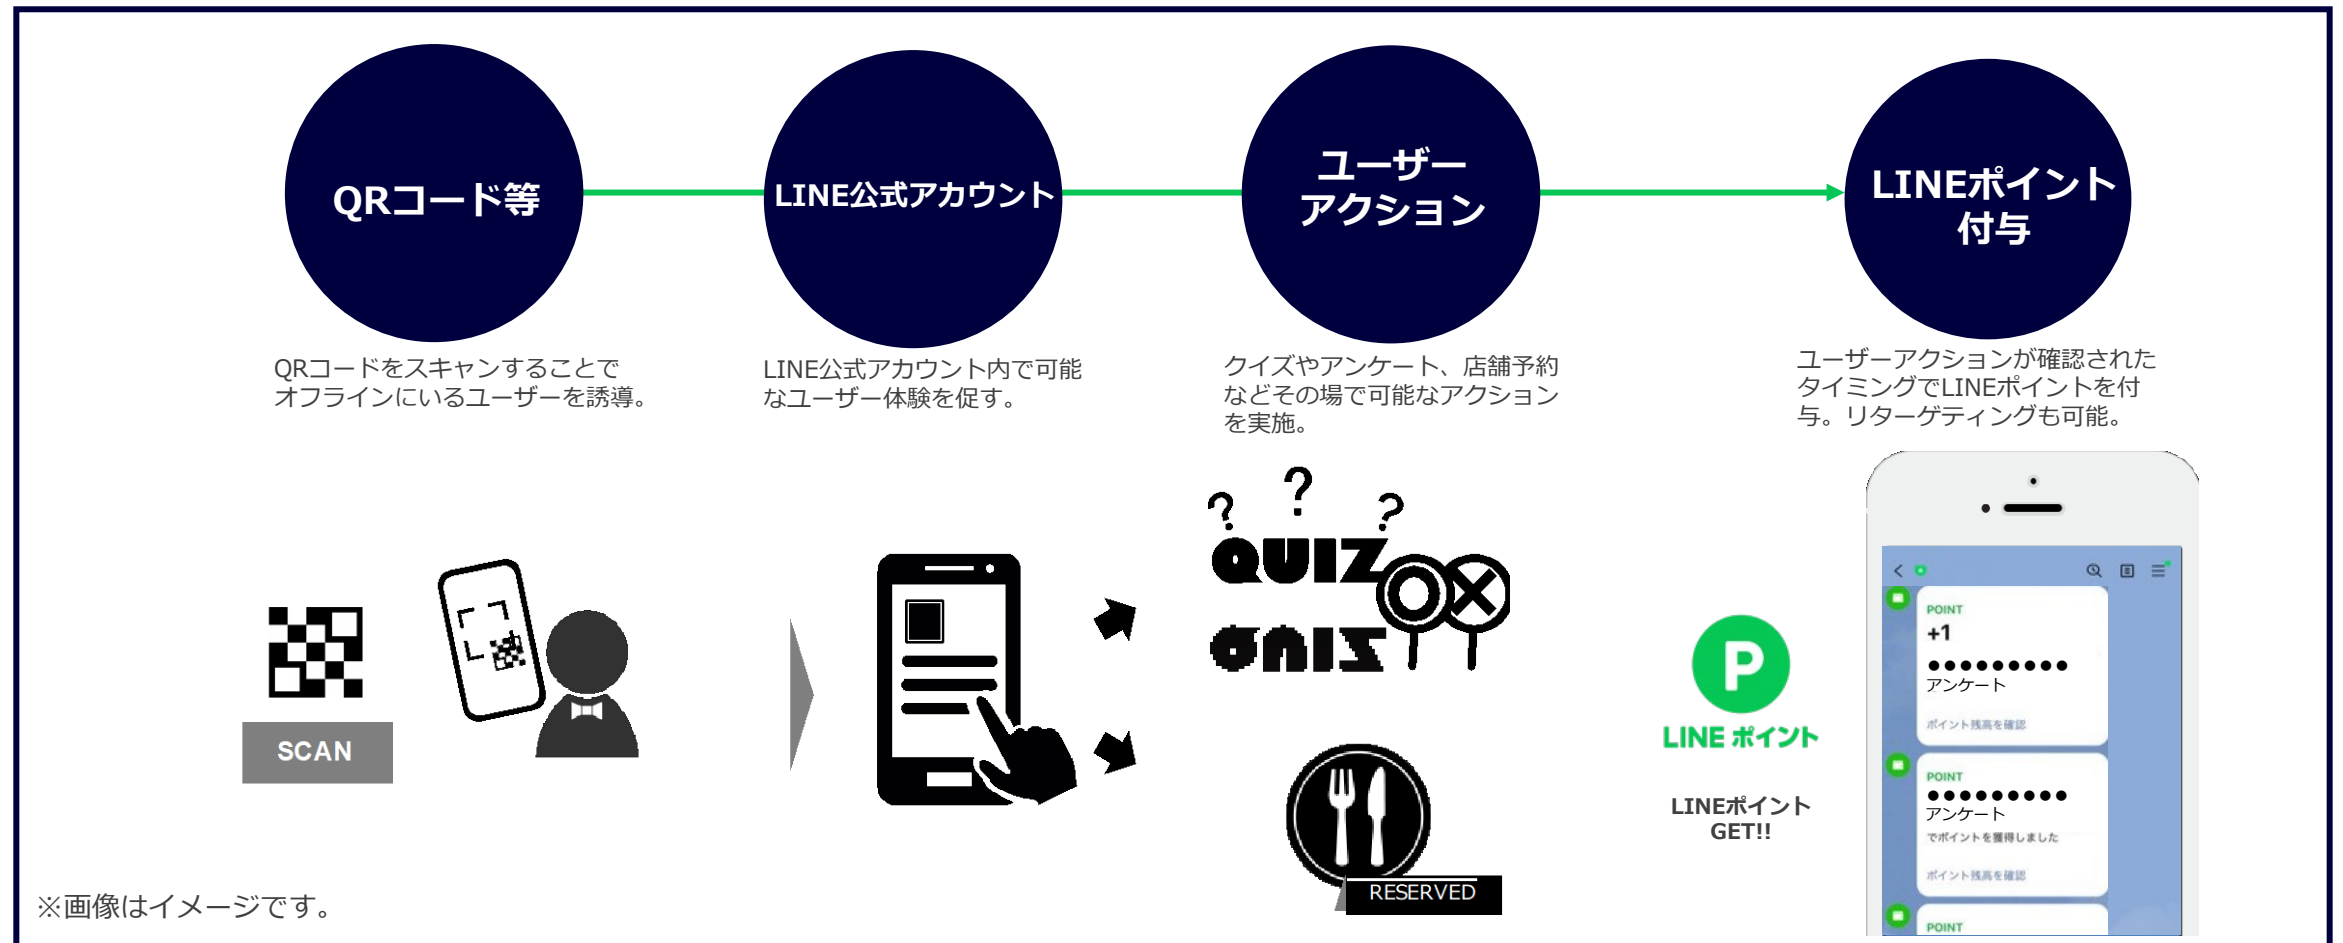 QRコード等
LINE公式アカウント
ユーザー
アクション
LINEポイント
付与
QRコードをスキャンすることで
オフラインにいるユーザーを誘導。
LINE公式アカウント内で可能
なユーザー体験を促す。
クイズやアンケート、店舗予約
などその場で可能なアクション
を実施。
ユーザーアクションが確認された
タイミングでLINEポイントを付
与。リターゲティングも可能。
SCAN
? ? ?
QUIZ
QUIZ
RESERVED
P
LINE ポイント
LINEポイント
GET!!
POINT
+1
●●●●●●●●●
アンケート
ポイント残高を確認
POINT
●●●●●●●●●
アンケート
でポイントを獲得しました
ポイント残高を確認
POINT
※画像はイメージです。